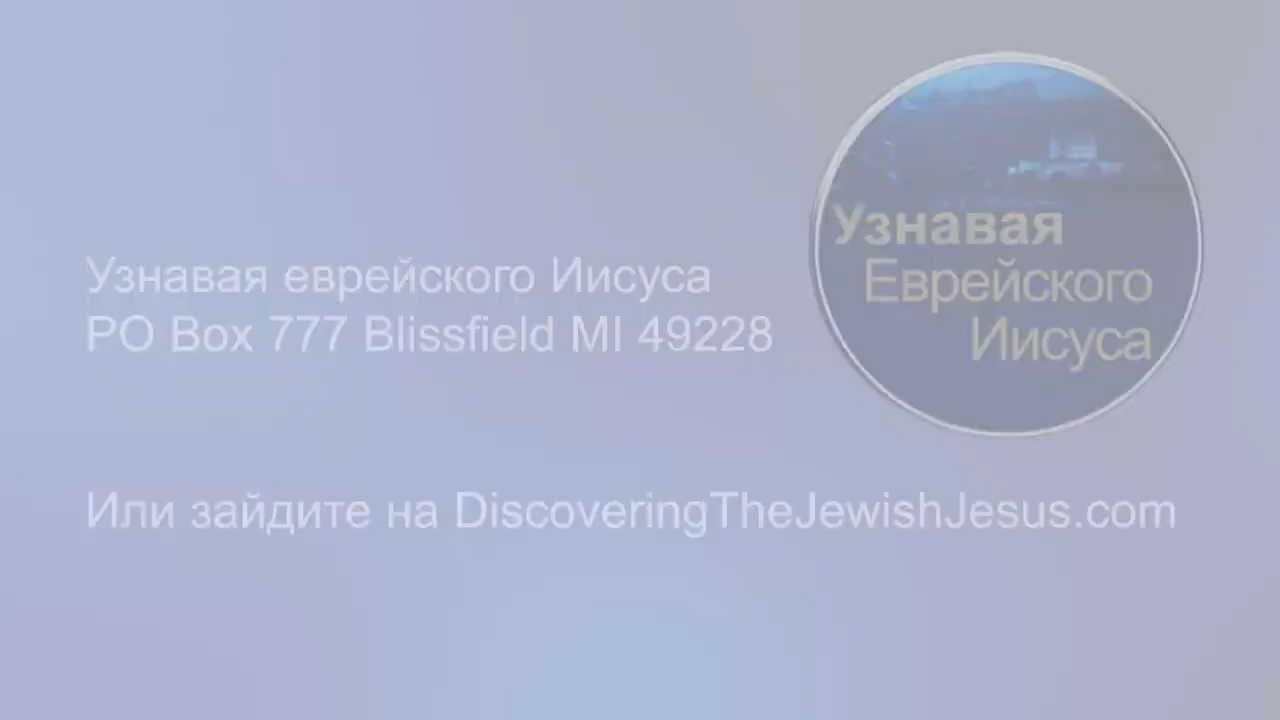 Узнавая
Еврейского
Иисуса
Узнавая еврейского Иисуса
PO Box 777 Blissfield MI 49228
Или зайдите на DiscoveringTheJewishJesus.com